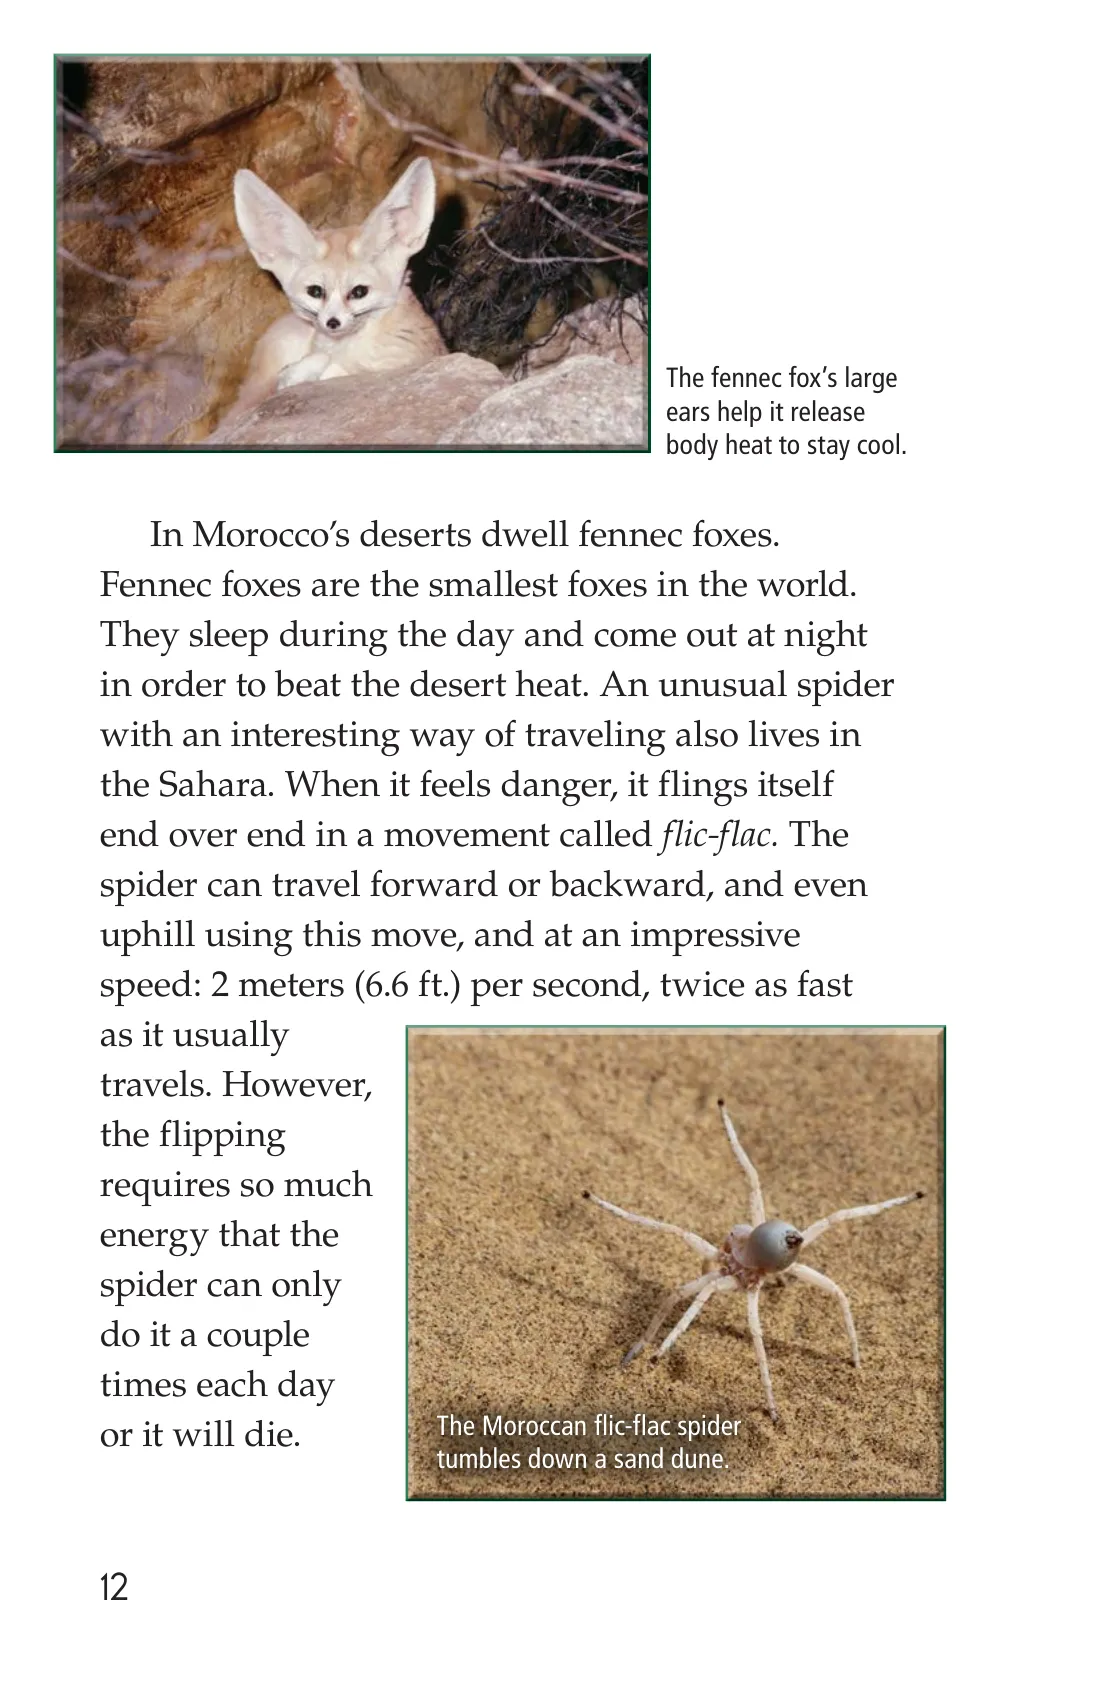 The fennec fox’s large
ears help it release
body heat to stay cool.
In Morocco’s deserts dwell fennec foxes.
Fennec foxes are the smallest foxes in the world.
They sleep during the day and come out at night
in order to beat the desert heat. An unusual spider
with an interesting way of traveling also lives in
the Sahara. When it feels danger, it flings itself
end over end in a movement called flic-flac. The
spider can travel forward or backward, and even
uphill using this move, and at an impressive
speed: 2 meters (6.6 ft.) per second, twice as fast
as it usually
travels. However,
the flipping
requires so much
energy that the
spider can only
do it a couple
times each day
or it will die.
The Moroccan flic-flac spider
tumbles down a sand dune.
12